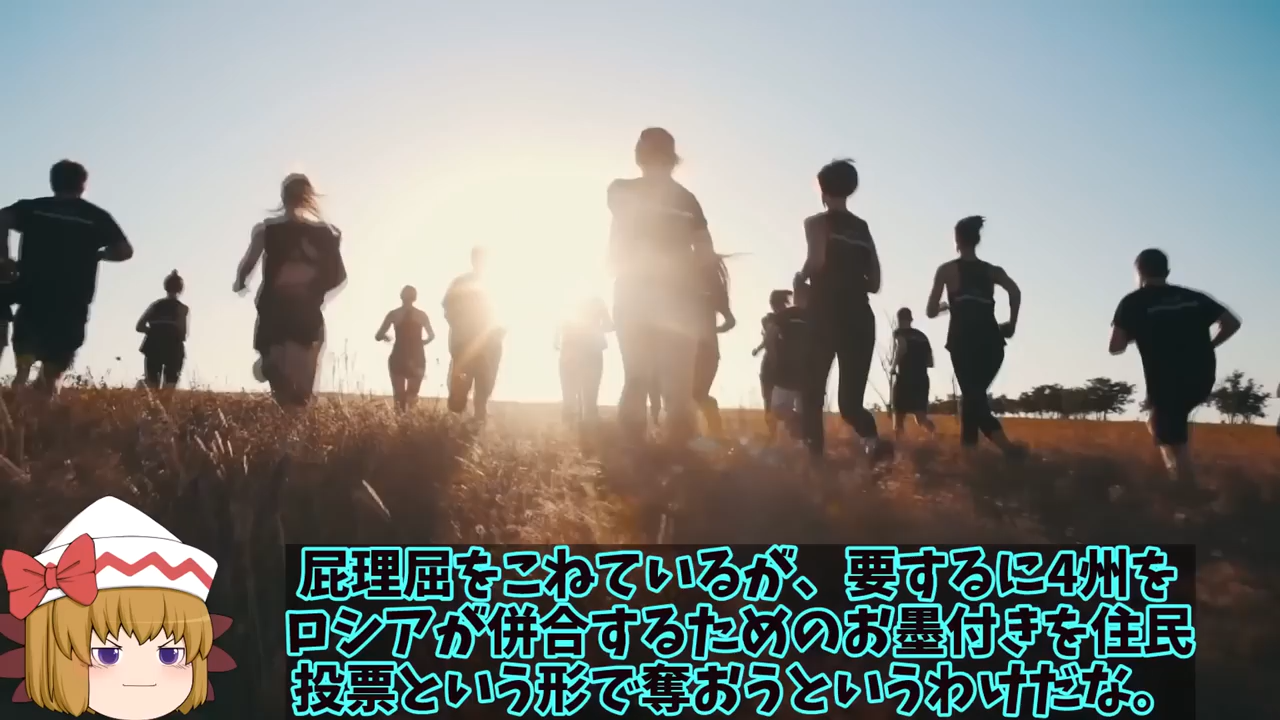 屁理屈をこねているが、要するに4州を
ロシアが併合するためのお墨付きを住民
投票という形で奪おうというわけだな。